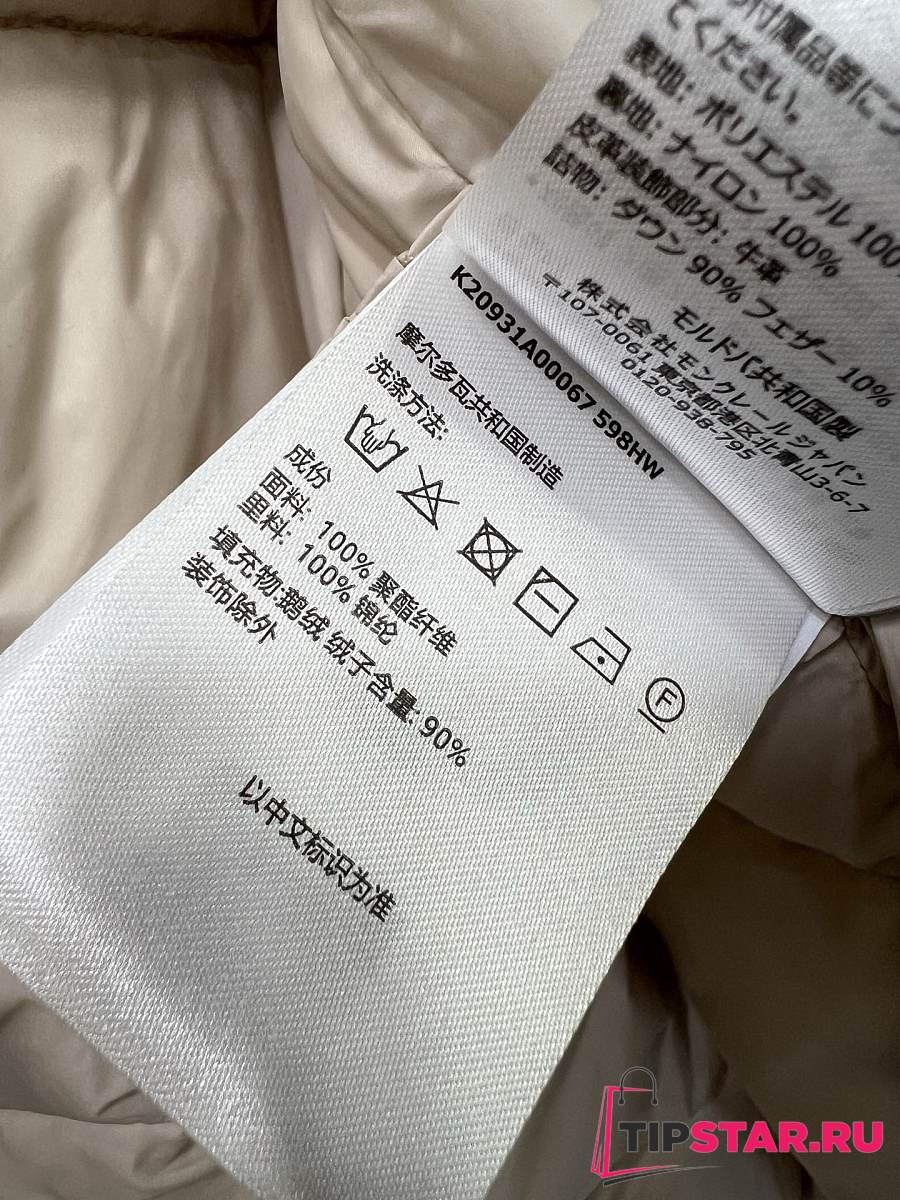 付属品等につ
てください。
表地: ポリエステル 100
裏地: ナイロン 100%
皮革装飾部分: 牛革
詰物: ダウン 90% フェザー 10%
モルドバ共和国製
株式会社モンクレールジャパン
〒107-0061 東京都港区北青山3-6-7
0120-938-795
K20931A00067 598HW
摩尔多瓦共和国制造
洗涤方法:
F
成份
面料: 100% 聚酯纤维
里料: 100% 锦纶
填充物:鹅绒 绒子含量: 90%
装饰除外
以中文标识为准
TIPSTAR.RU